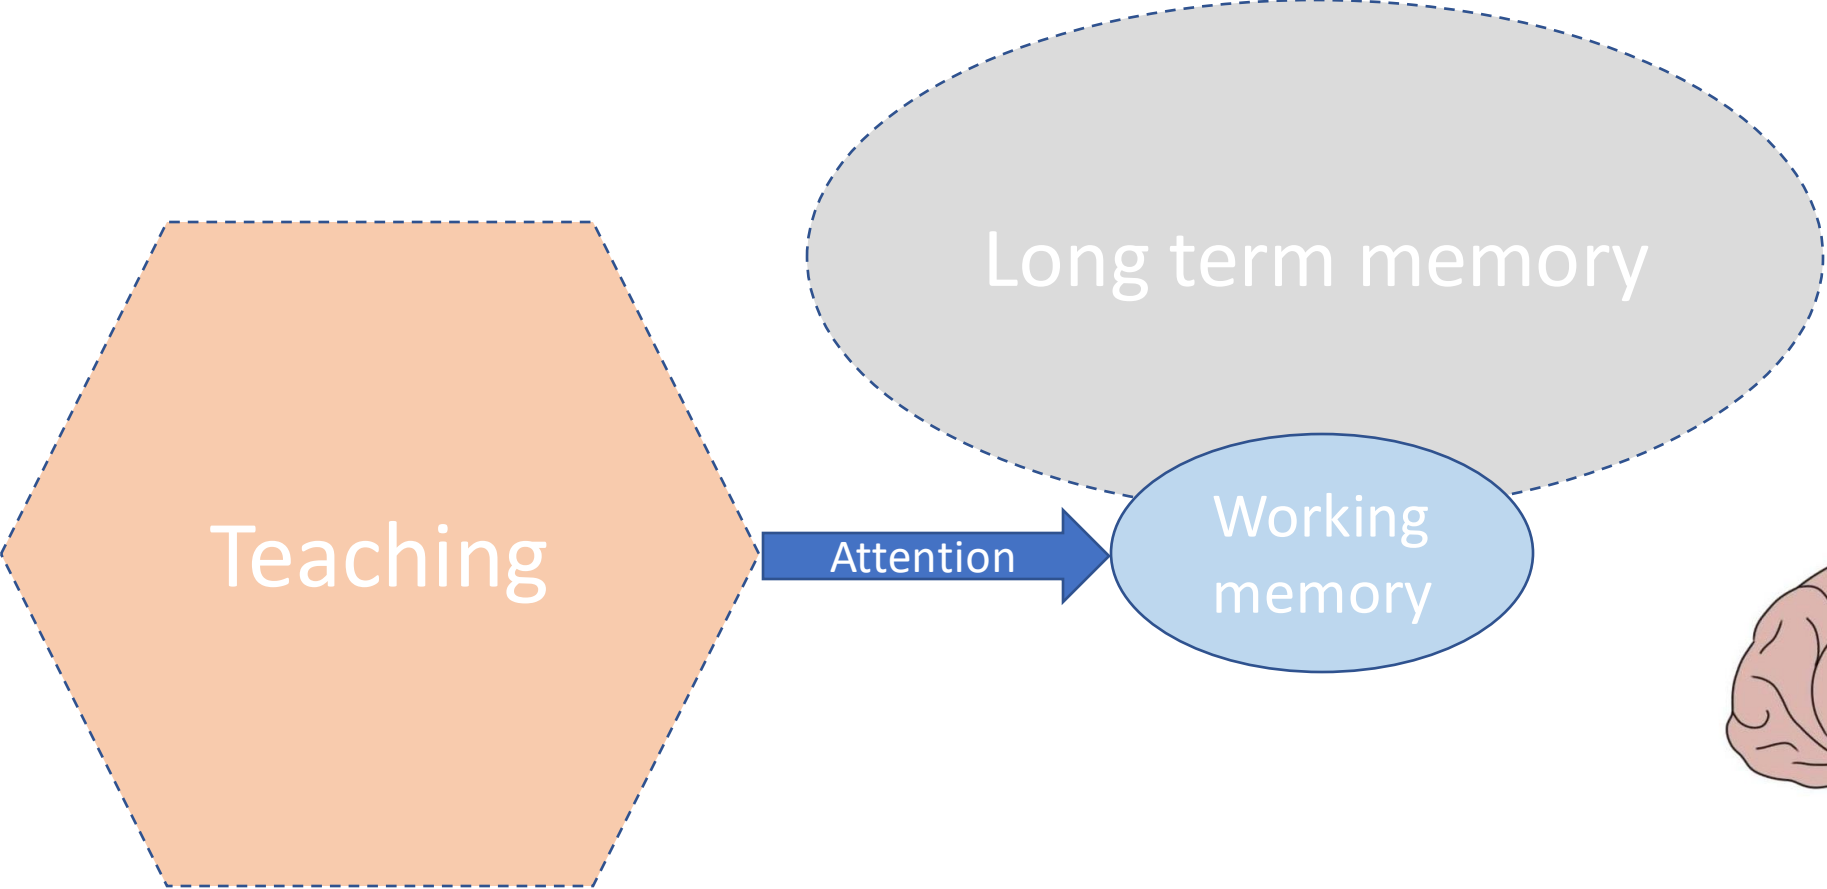 Long term memory
Teaching
Attention
Working
memory